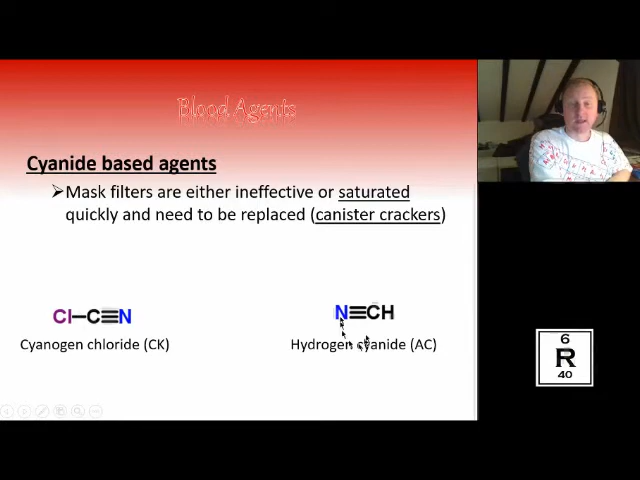 Blood Agents
Cyanide based agents
➢Mask filters are either ineffective or saturated
quickly and need to be replaced (canister crackers)
Cl—C≡N
N≡CH
Cyanogen chloride (CK)
Hydrogen cyanide (AC)
6
R
40